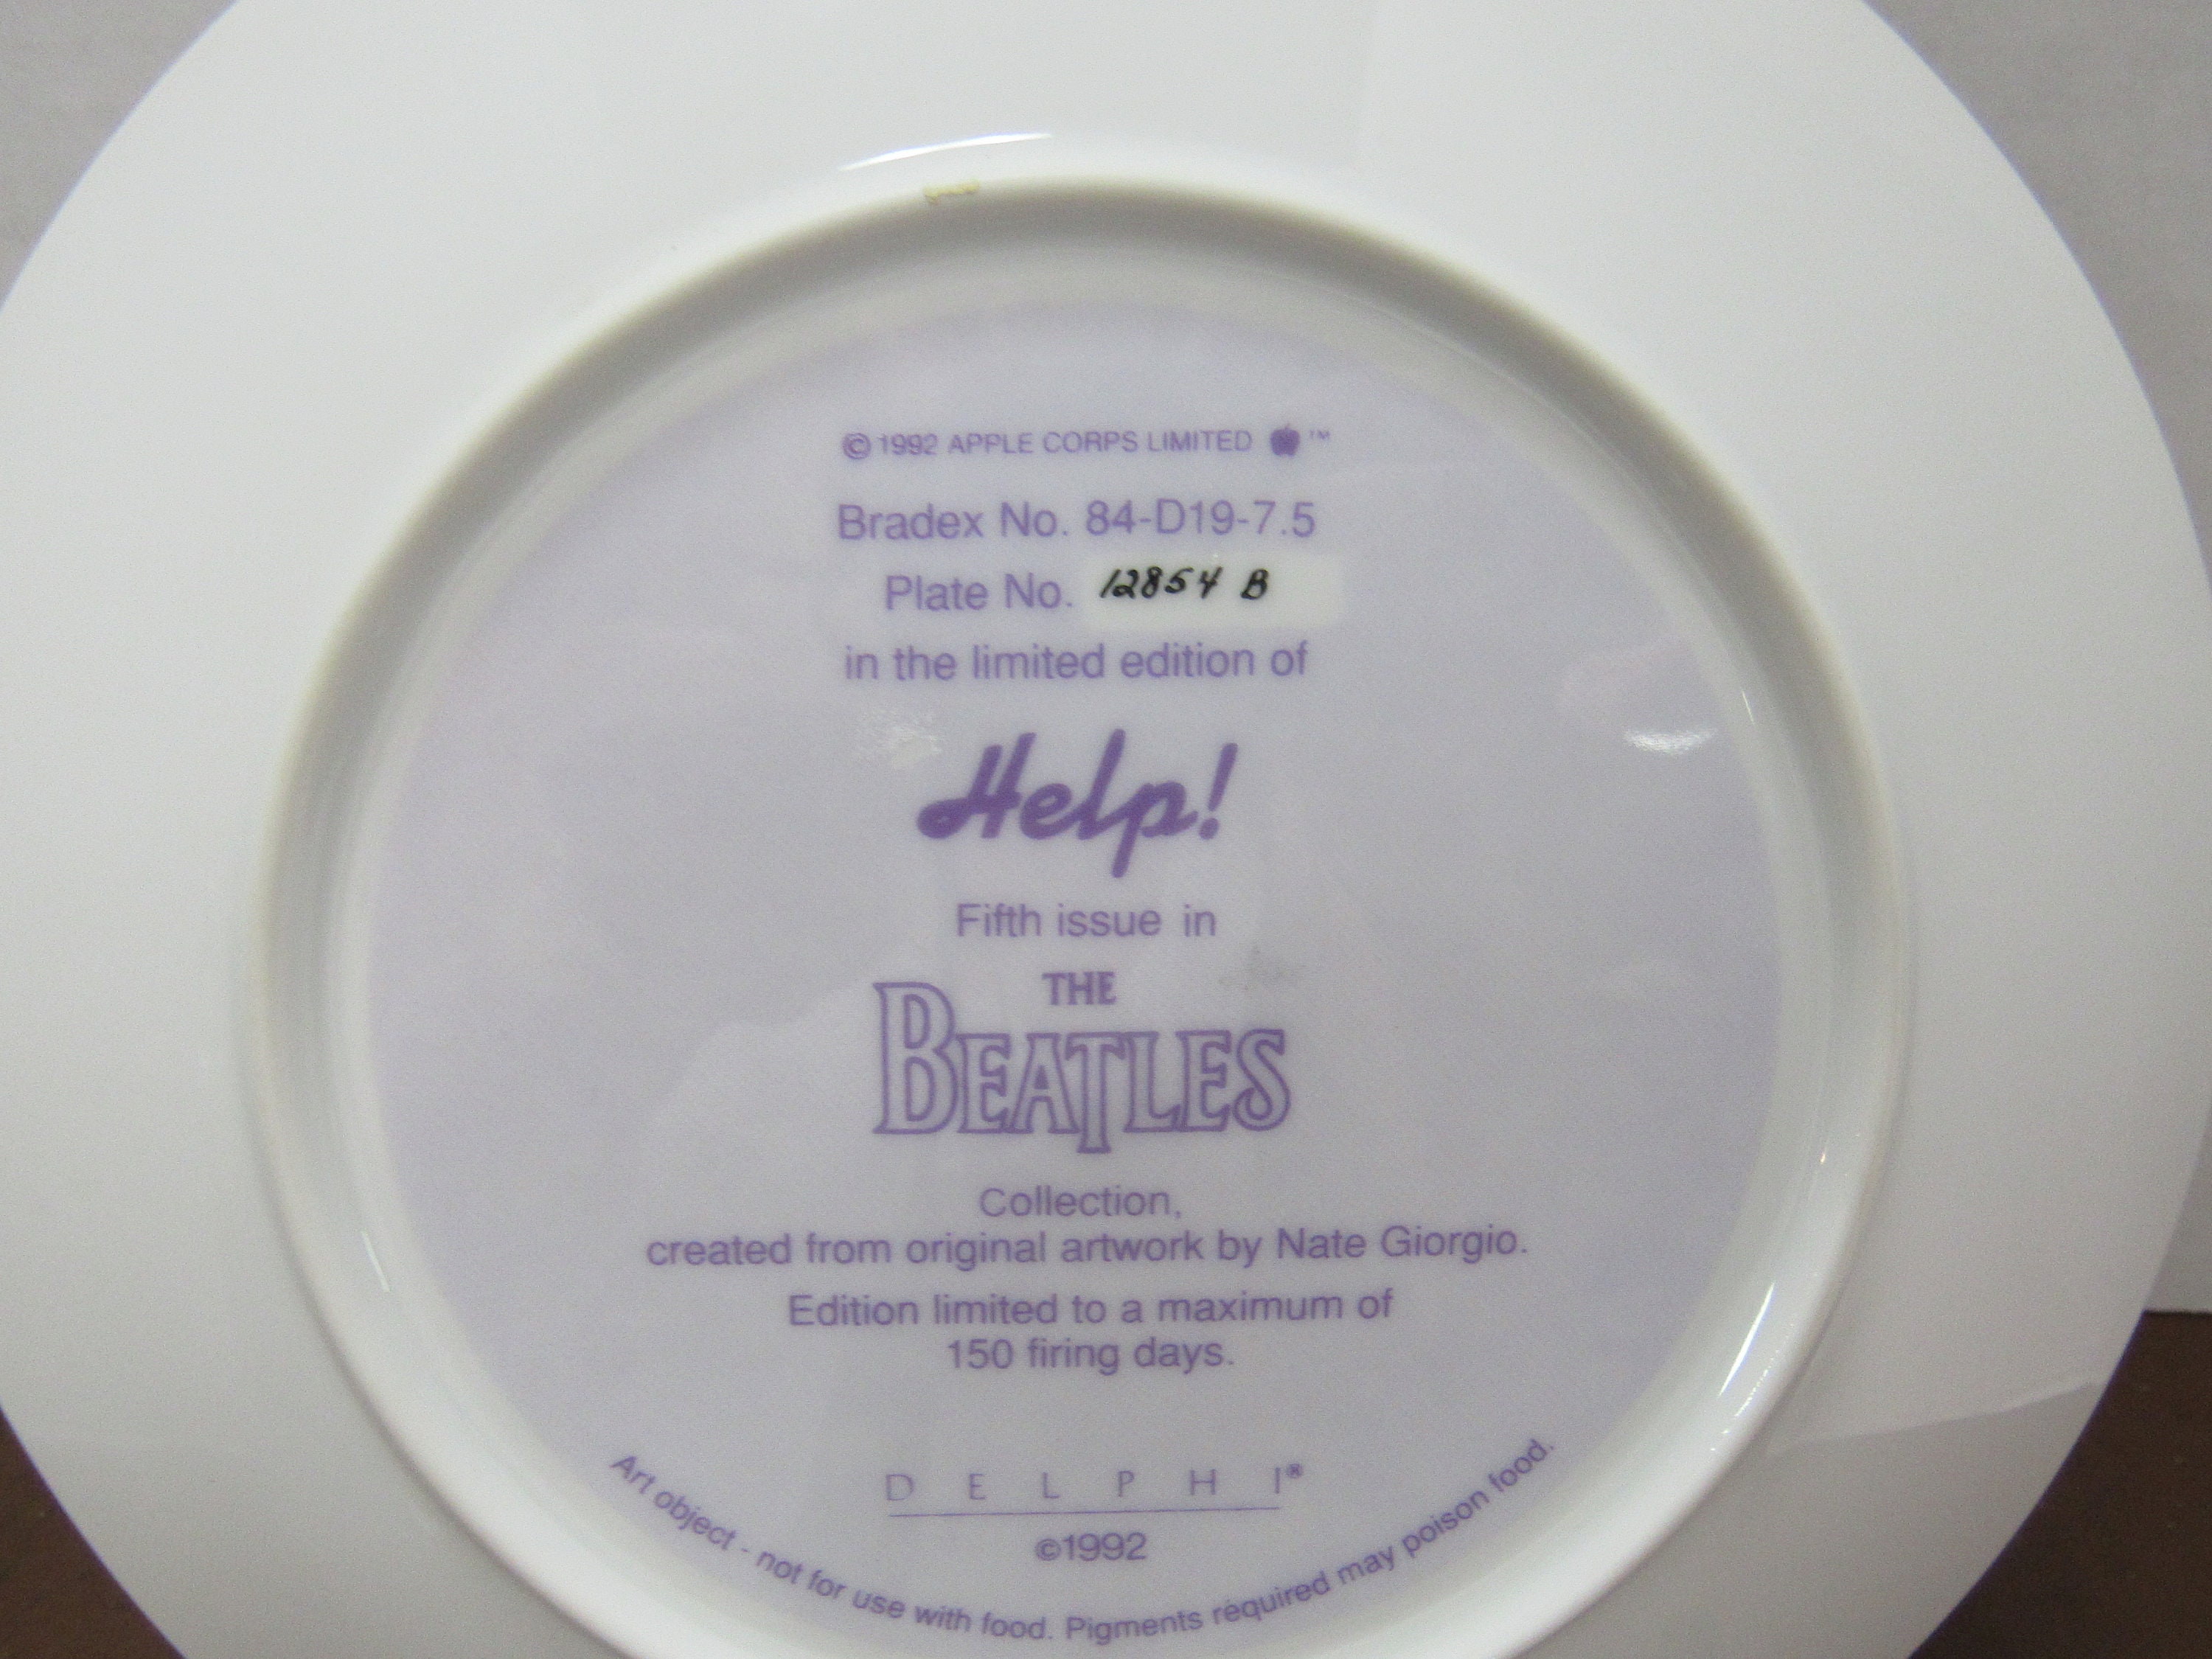 © 1992 APPLE CORPS LIMITED ™
Bradex No. 84-D19-7.5
Plate No. 12854 B
in the limited edition of
Help!
Fifth issue in
THE
BEATLES
Collection,
created from original artwork by Nate Giorgio.
Edition limited to a maximum of
150 firing days.
DELPHI®
©1992
Art object - not for use with food. Pigments required may poison food.